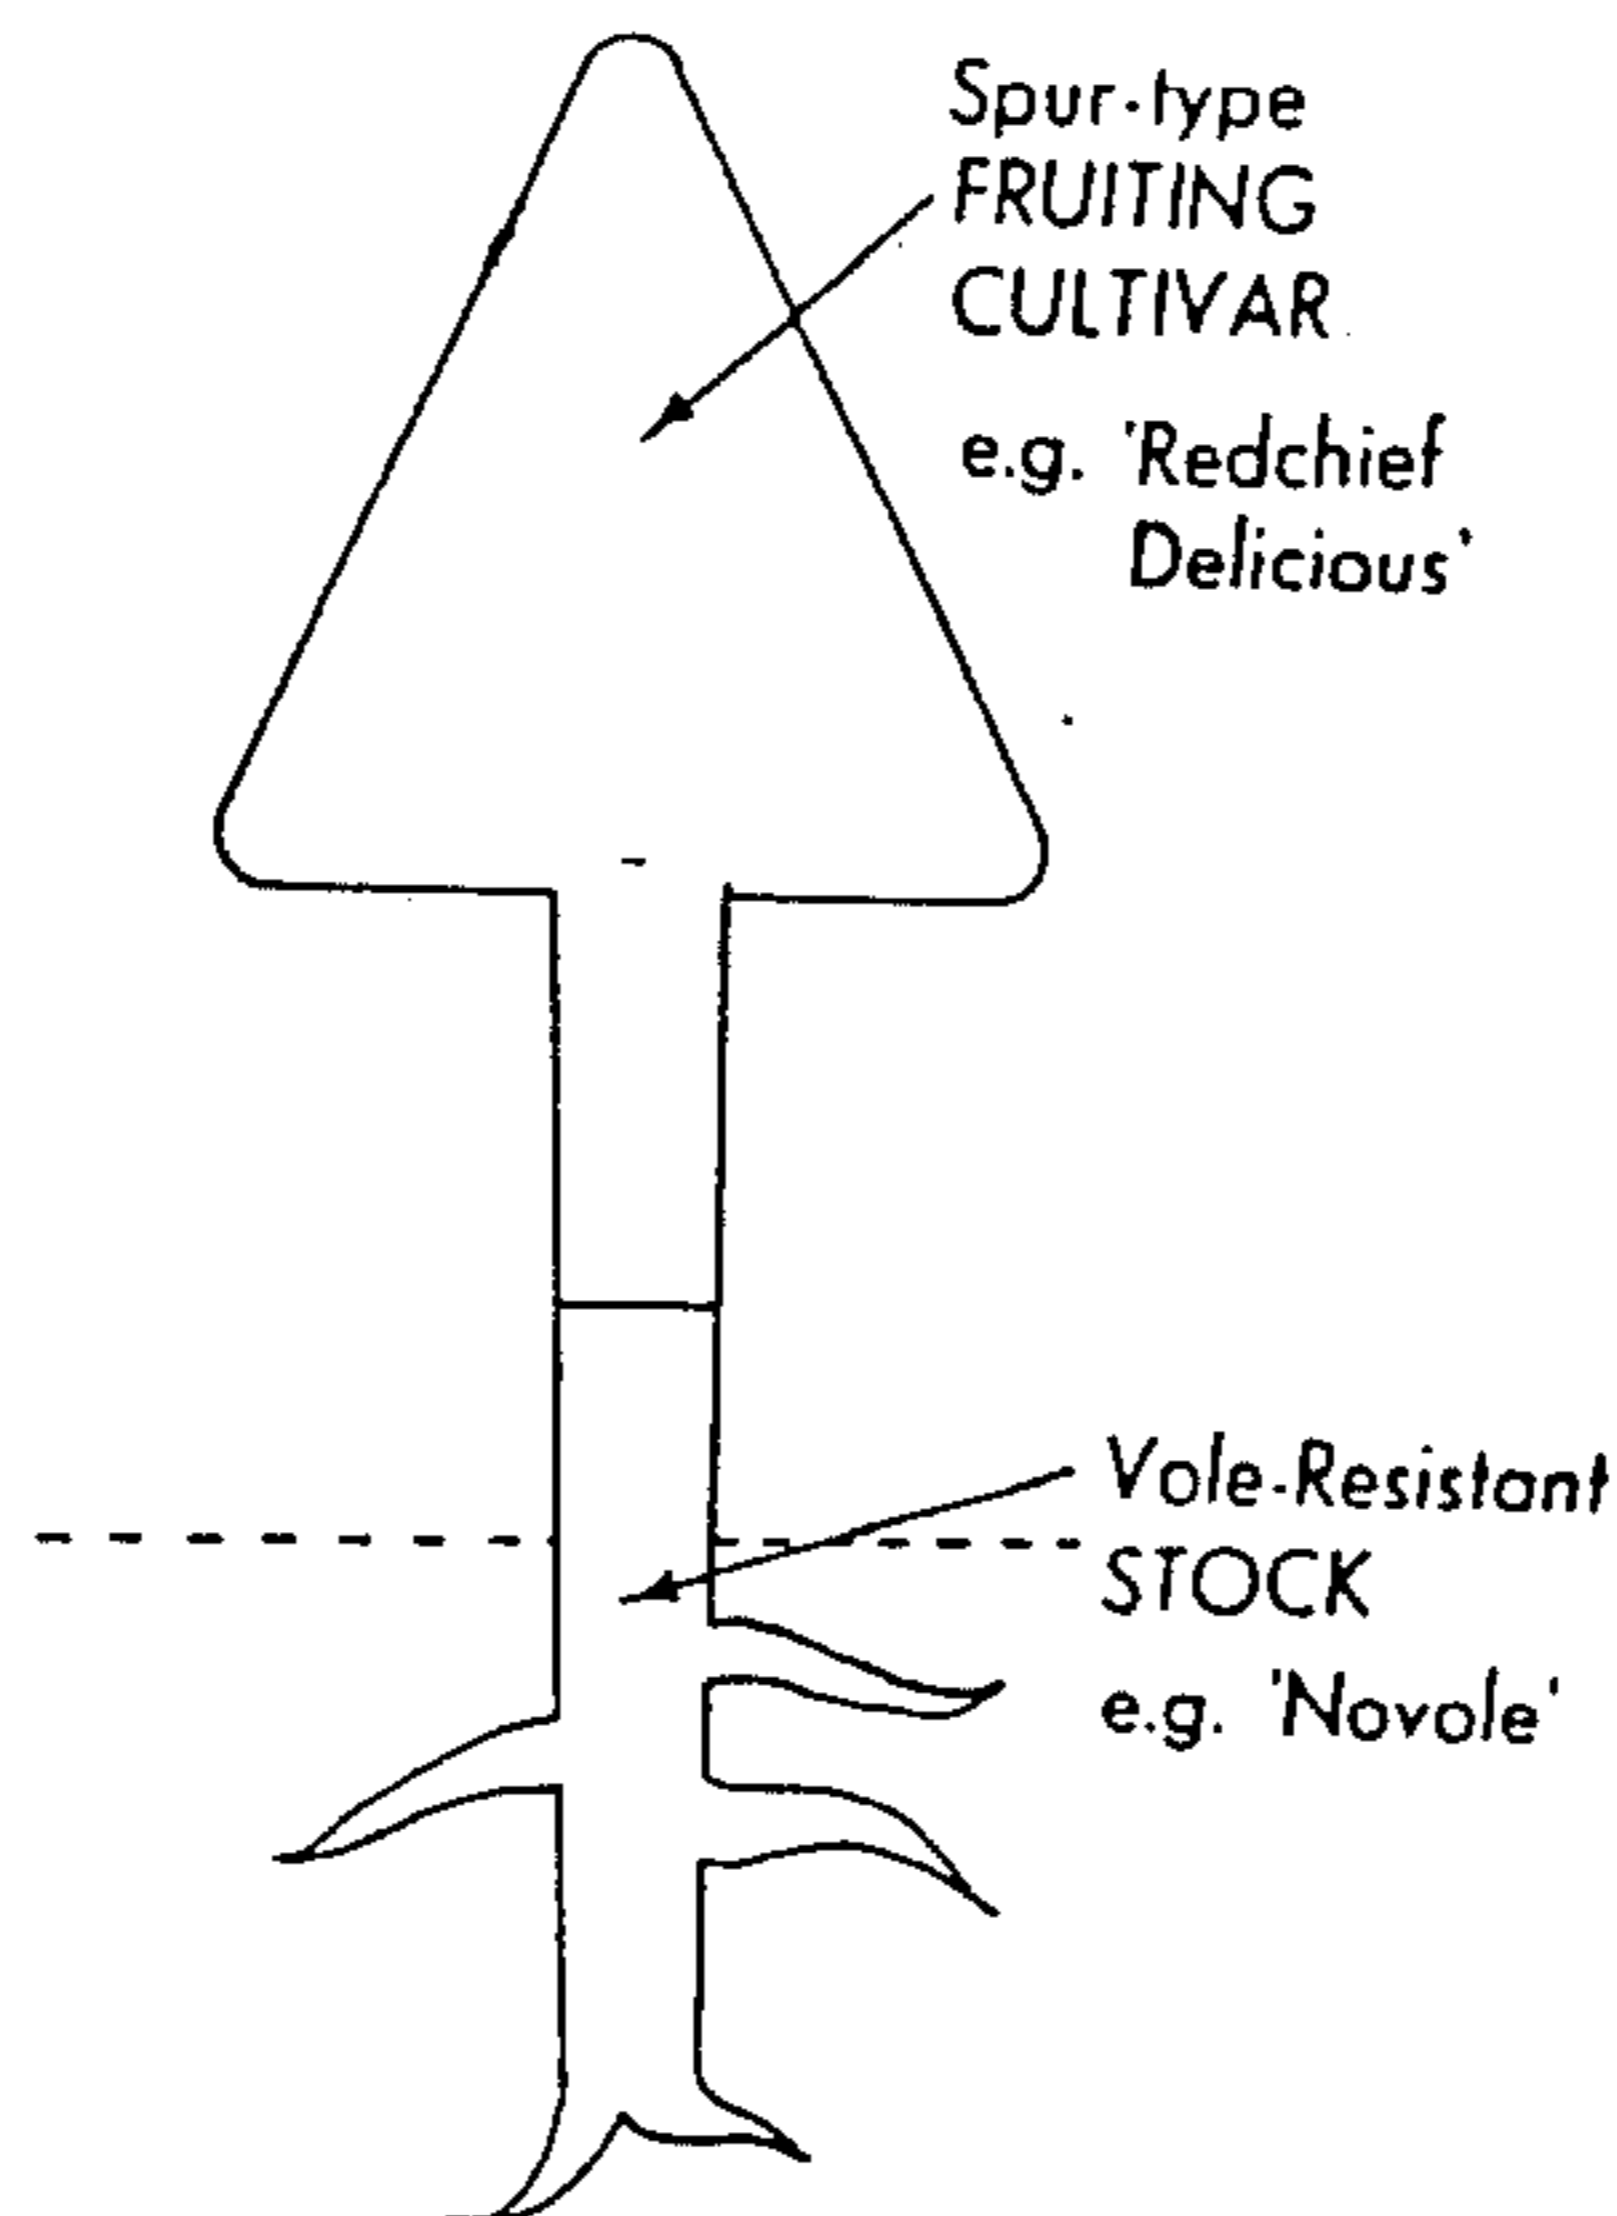 Spur-type
FRUITING
CULTIVAR
e.g. 'Redchief
Delicious'
Vole-Resistant
STOCK
e.g. 'Novole'